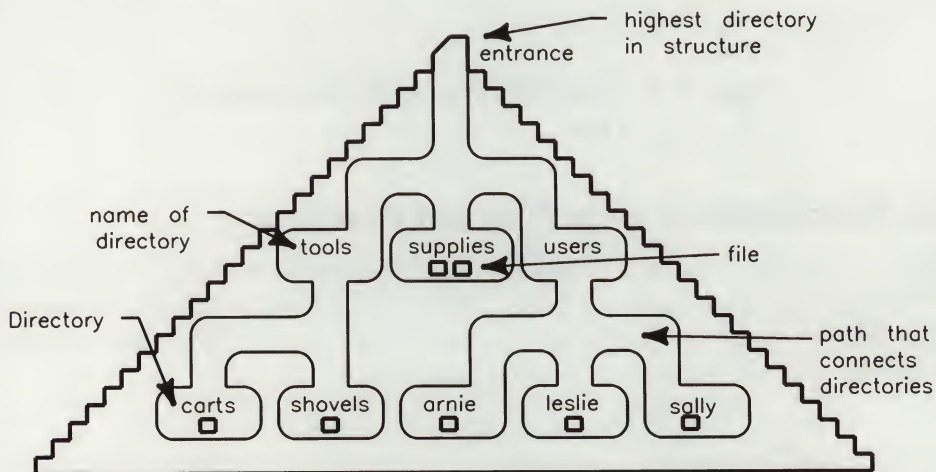 highest directory
in structure
entrance
name of
directory
tools
supplies
users
file
Directory
path that
connects
directories
carts
shovels
arnie
leslie
sally